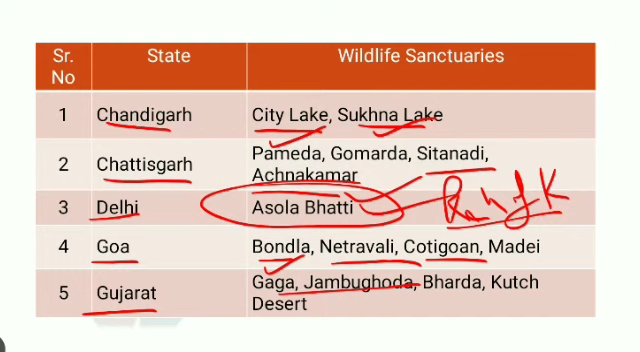 Sr. No State Wildlife Sanctuaries
1 Chandigarh City Lake, Sukhna Lake
2 Chattisgarh Pameda, Gomarda, Sitanadi,
Achnakamar
3 Delhi Asola Bhatti
4 Goa Bondla, Netravali, Cotigoan, Madei
5 Gujarat Gaga, Jambughoda, Bharda, Kutch
Desert